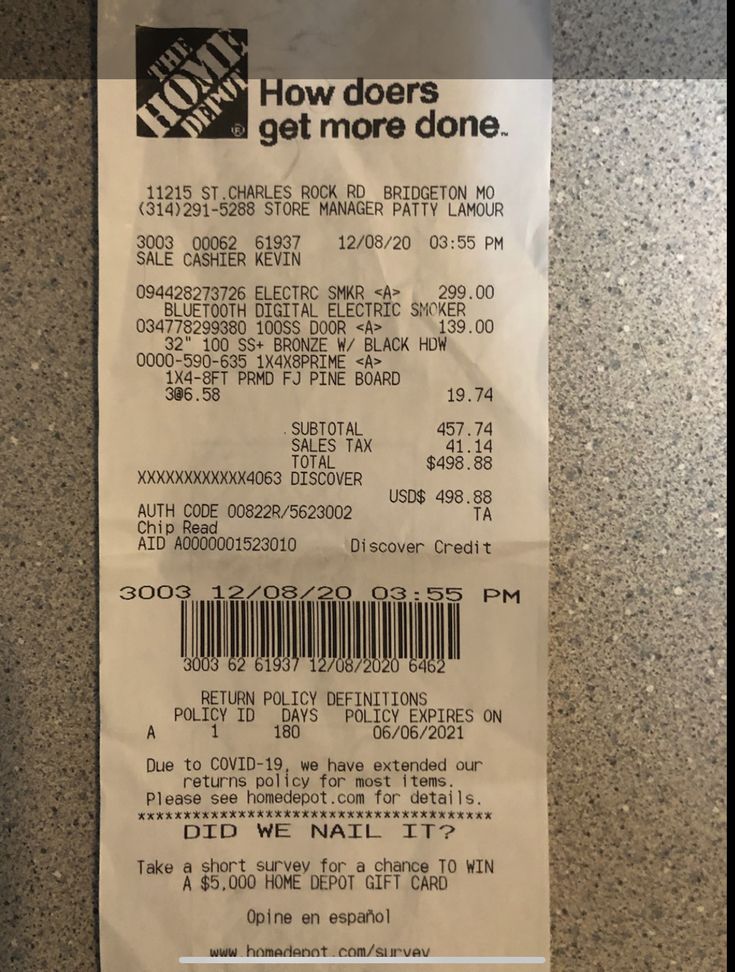 THE
HOME
DEPOT
®
How doers
get more done™
11215 ST.CHARLES ROCK RD BRIDGETON MO
(314)291-5288 STORE MANAGER PATTY LAMOUR
3003 00062 61937 12/08/20 03:55 PM
SALE CASHIER KEVIN
094428273726 ELECTRC SMKR <A> 299.00
BLUETOOTH DIGITAL ELECTRIC SMOKER
034778299380 100SS DOOR <A> 139.00
32" 100 SS+ BRONZE W/ BLACK HDW
0000-590-635 1X4X8PRIME <A>
1X4-8FT PRMD FJ PINE BOARD
3@6.58 19.74
SUBTOTAL 457.74
SALES TAX 41.14
TOTAL $498.88
XXXXXXXXXXXX4063 DISCOVER
USD$ 498.88
AUTH CODE 00822R/5623002 TA
Chip Read
AID A0000001523010 Discover Credit
3003 12/08/20 03:55 PM
3003 62 61937 12/08/2020 6462
RETURN POLICY DEFINITIONS
POLICY ID DAYS POLICY EXPIRES ON
A 1 180 06/06/2021
Due to COVID-19, we have extended our
returns policy for most items.
Please see homedepot.com for details.
***************************************
DID WE NAIL IT?
Take a short survey for a chance TO WIN
A $5,000 HOME DEPOT GIFT CARD
Opine en español
www.homedepot.com/survey